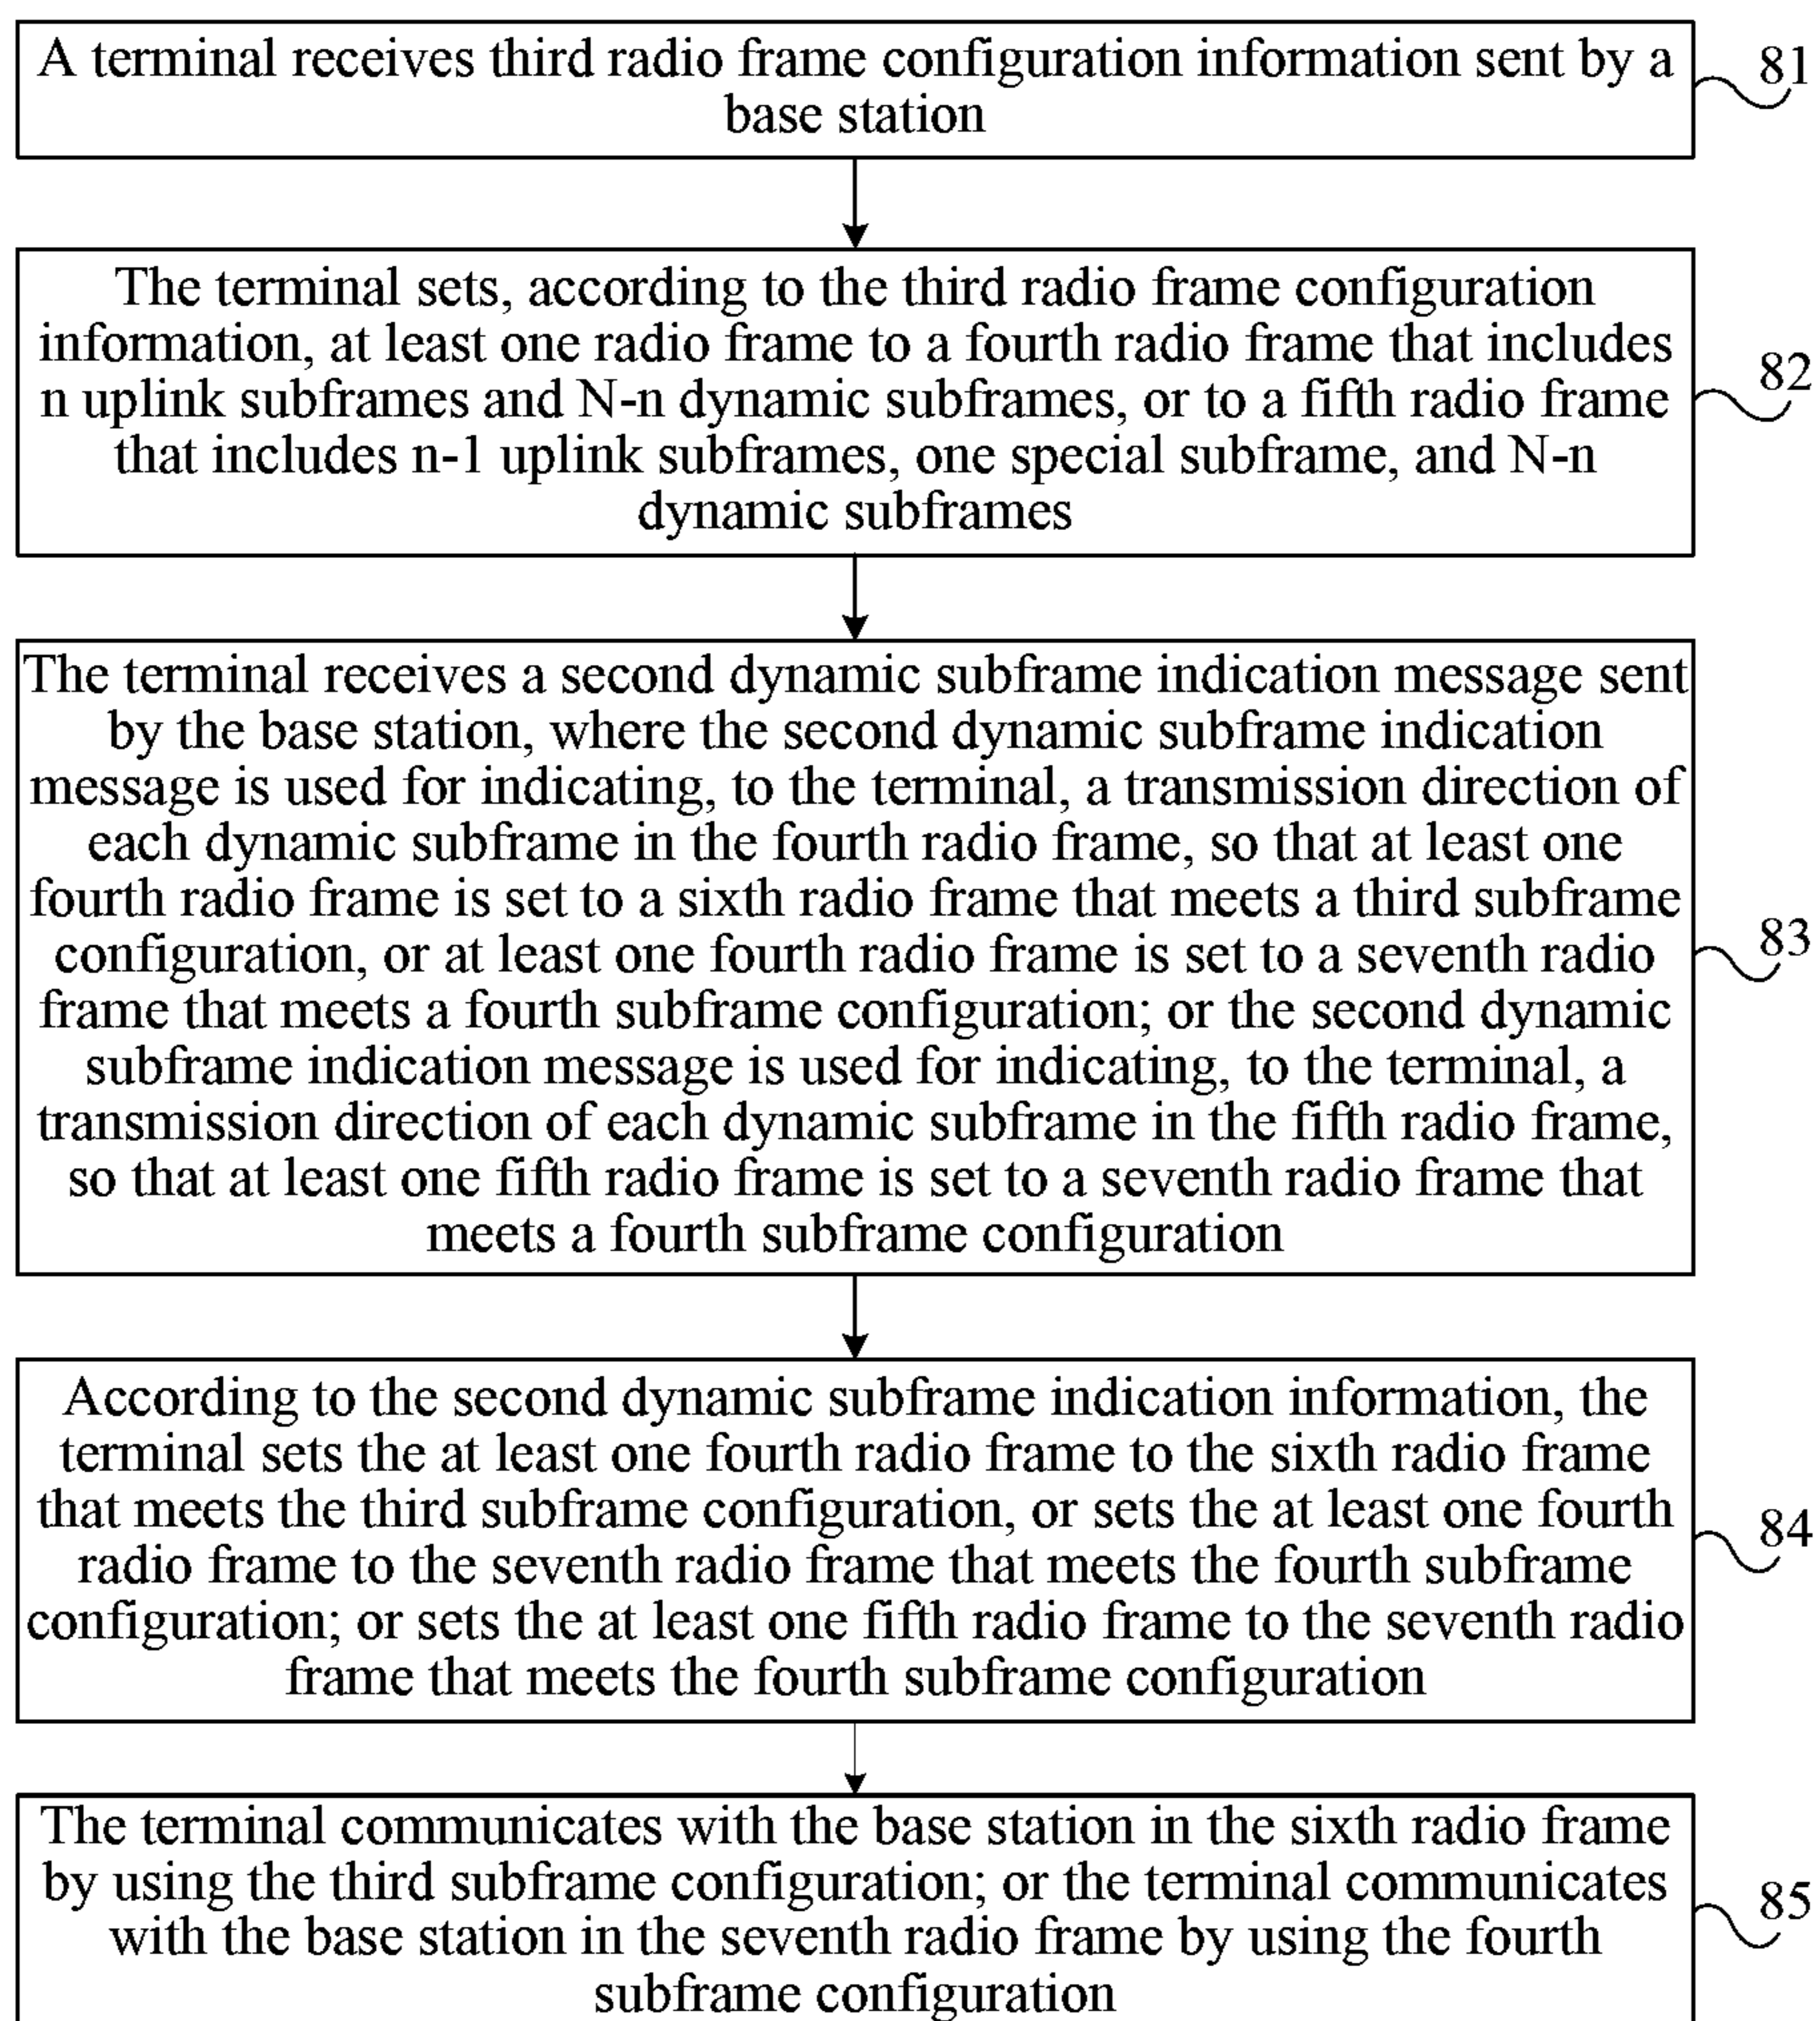 A terminal receives third radio frame configuration information sent by a
base station
81
The terminal sets, according to the third radio frame configuration
information, at least one radio frame to a fourth radio frame that includes
n uplink subframes and N-n dynamic subframes, or to a fifth radio frame
that includes n-1 uplink subframes, one special subframe, and N-n
dynamic subframes
82
The terminal receives a second dynamic subframe indication message sent
by the base station, where the second dynamic subframe indication
message is used for indicating, to the terminal, a transmission direction of
each dynamic subframe in the fourth radio frame, so that at least one
fourth radio frame is set to a sixth radio frame that meets a third subframe
configuration, or at least one fourth radio frame is set to a seventh radio
frame that meets a fourth subframe configuration; or the second dynamic
subframe indication message is used for indicating, to the terminal, a
transmission direction of each dynamic subframe in the fifth radio frame,
so that at least one fifth radio frame is set to a seventh radio frame that
meets a fourth subframe configuration
83
According to the second dynamic subframe indication information, the
terminal sets the at least one fourth radio frame to the sixth radio frame
that meets the third subframe configuration, or sets the at least one fourth
radio frame to the seventh radio frame that meets the fourth subframe
configuration; or sets the at least one fifth radio frame to the seventh radio
frame that meets the fourth subframe configuration
84
The terminal communicates with the base station in the sixth radio frame
by using the third subframe configuration; or the terminal communicates
with the base station in the seventh radio frame by using the fourth
subframe configuration
85